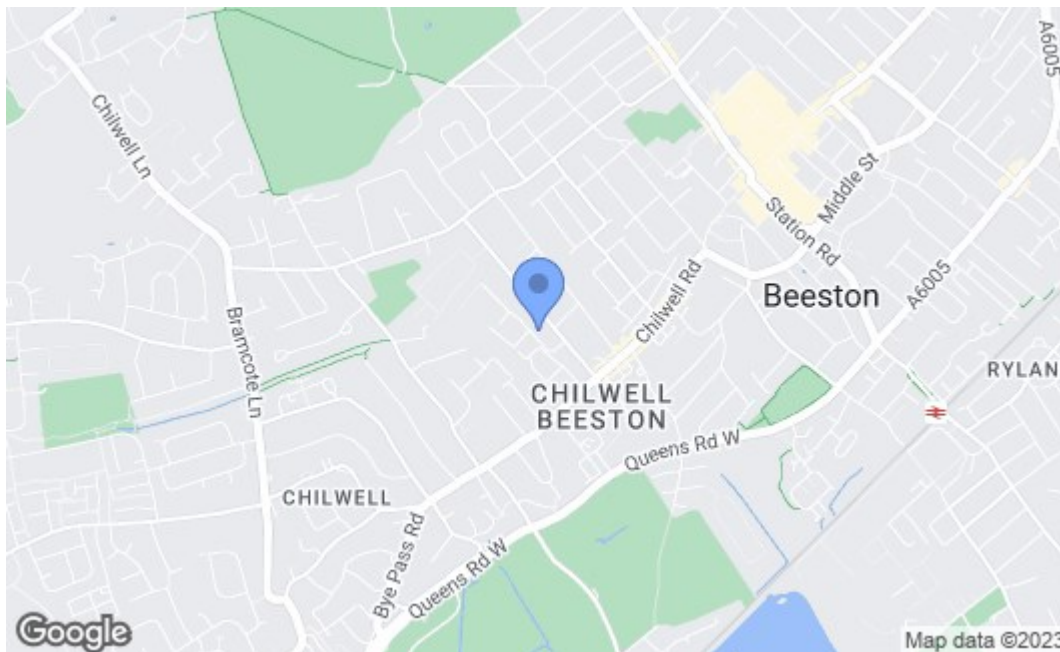 A6005
Chilwell Ln
Middle St
Station Rd
Chilwell Rd
A6005
Beeston
Bramcote Ln
RYLAN
CHILWELL
BEESTON
Queens Rd W
CHILWELL
Bye Pass Rd
Queens Rd W
Google
Map data ©2023